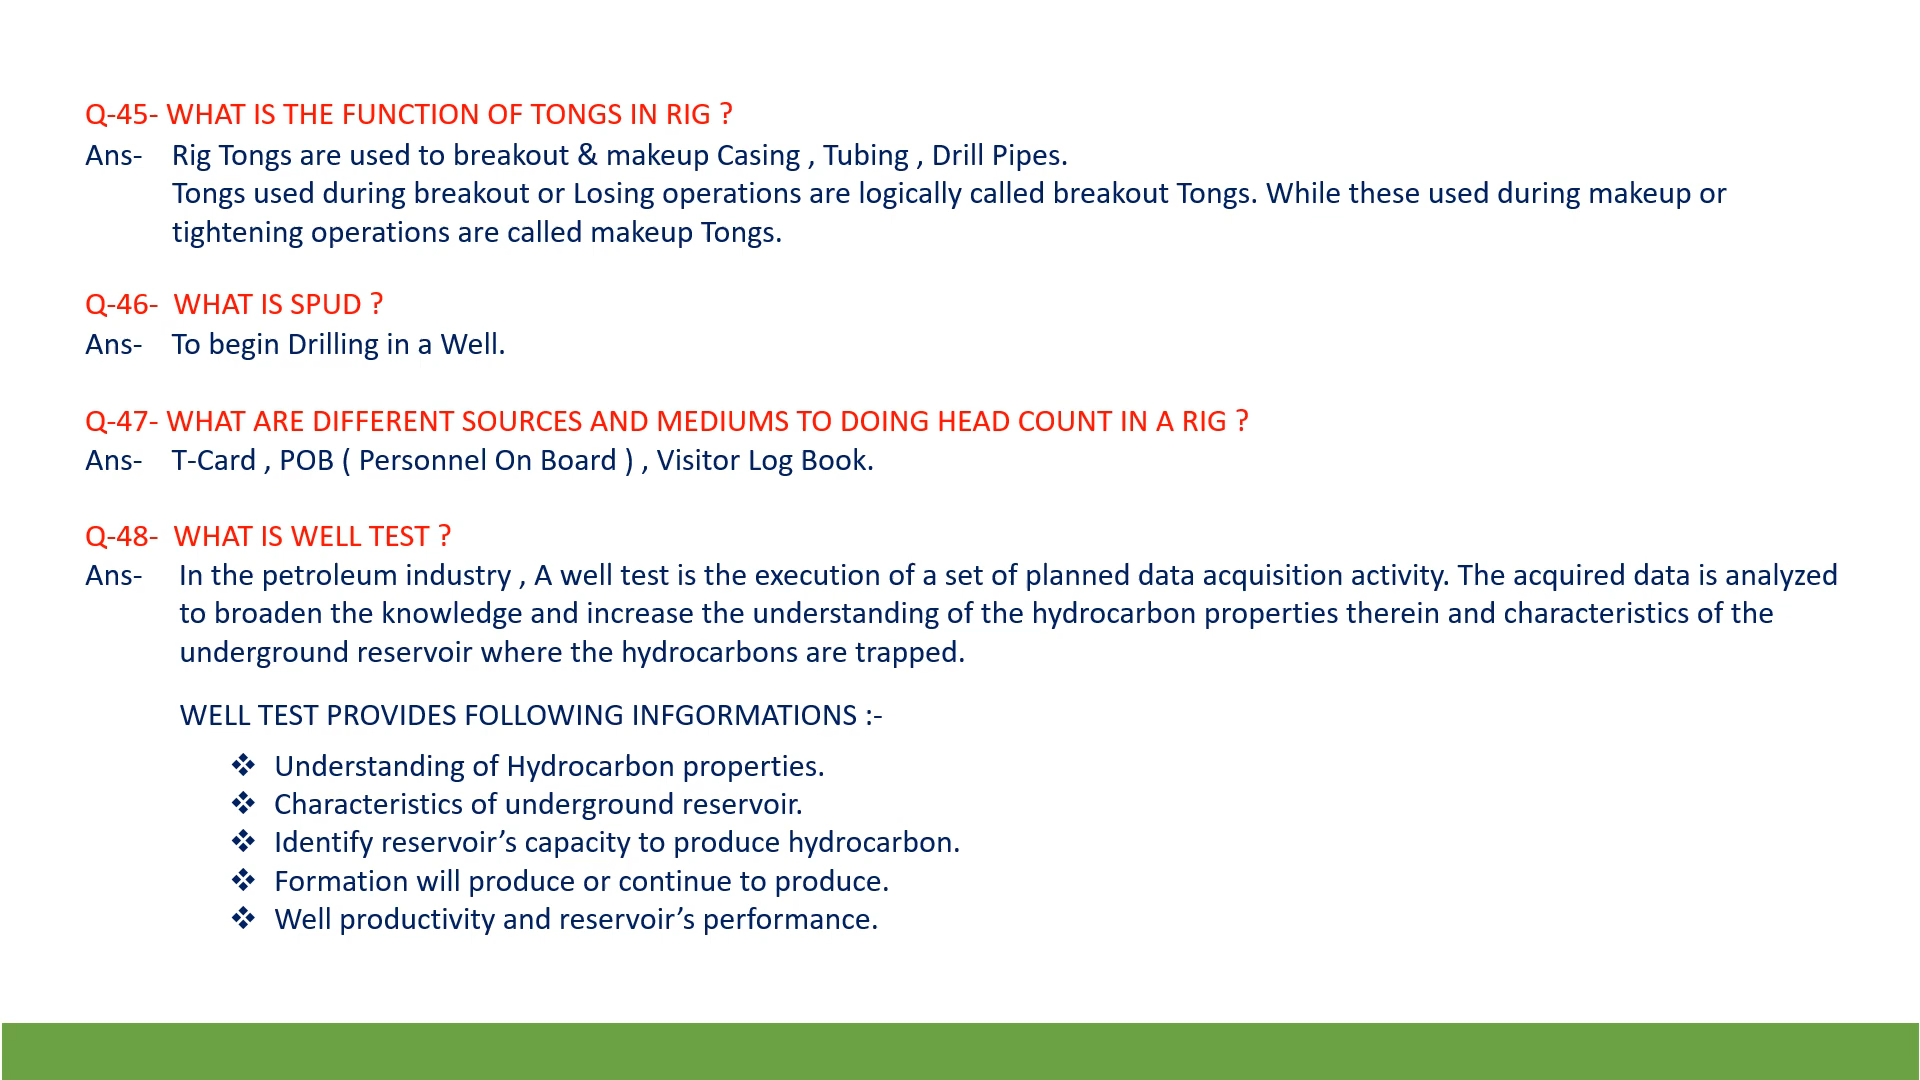 Q-45- WHAT IS THE FUNCTION OF TONGS IN RIG ?
Ans- Rig Tongs are used to breakout & makeup Casing , Tubing , Drill Pipes.
Tongs used during breakout or Losing operations are logically called breakout Tongs. While these used during makeup or
tightening operations are called makeup Tongs.
Q-46- WHAT IS SPUD ?
Ans- To begin Drilling in a Well.
Q-47- WHAT ARE DIFFERENT SOURCES AND MEDIUMS TO DOING HEAD COUNT IN A RIG ?
Ans- T-Card , POB ( Personnel On Board ) , Visitor Log Book.
Q-48- WHAT IS WELL TEST ?
Ans- In the petroleum industry , A well test is the execution of a set of planned data acquisition activity. The acquired data is analyzed
to broaden the knowledge and increase the understanding of the hydrocarbon properties therein and characteristics of the
underground reservoir where the hydrocarbons are trapped.
WELL TEST PROVIDES FOLLOWING INFGORMATIONS :-
❖ Understanding of Hydrocarbon properties.
❖ Characteristics of underground reservoir.
❖ Identify reservoir’s capacity to produce hydrocarbon.
❖ Formation will produce or continue to produce.
❖ Well productivity and reservoir’s performance.